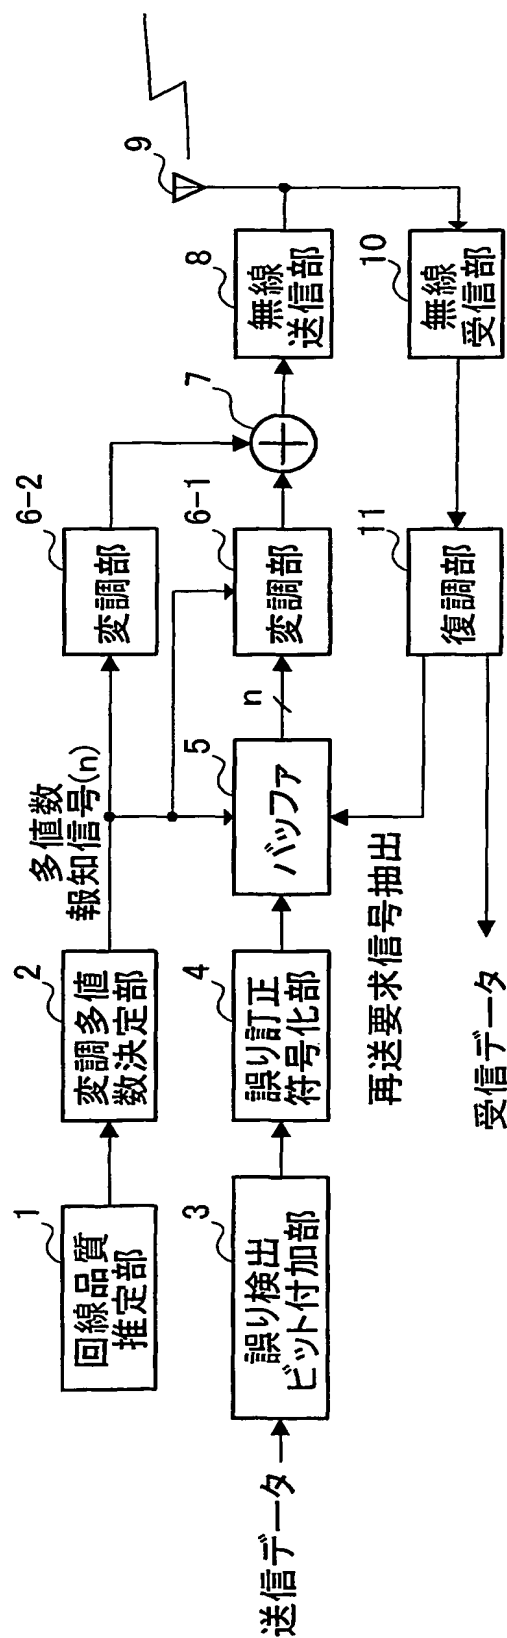 1
回線品質
推定部
2
変調多値
数決定部
多値数
報知信号(n)
6-2
変調部
送信データ
3
誤り検出
ビット付加部
4
誤り訂正
符号化部
5
バッファ
n
6-1
変調部
7
8
無線
送信部
9
10
無線
受信部
11
復調部
再送要求信号抽出
受信データ